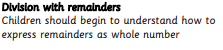 Division with remainders
Children should begin to understand how to
express remainders as whole number